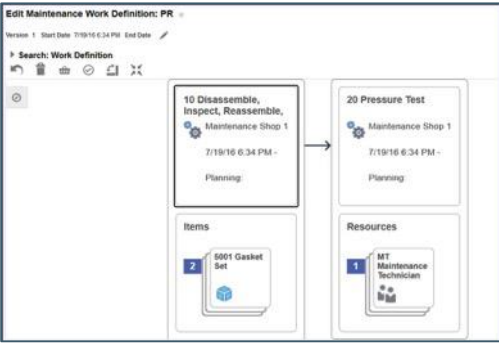 Edit Maintenance Work Definition: PR
Version 1 Start Date 7/19/16 6:34 PM End Date
Search: Work Definition
10 Disassemble,
Inspect, Reassemble,
Maintenance Shop 1
7/19/16 6:34 PM -
Planning:
20 Pressure Test
Maintenance Shop 1
7/19/16 6:34 PM -
Planning:
Items
2
5001 Gasket
Set
Resources
1
MT
Maintenance
Technician